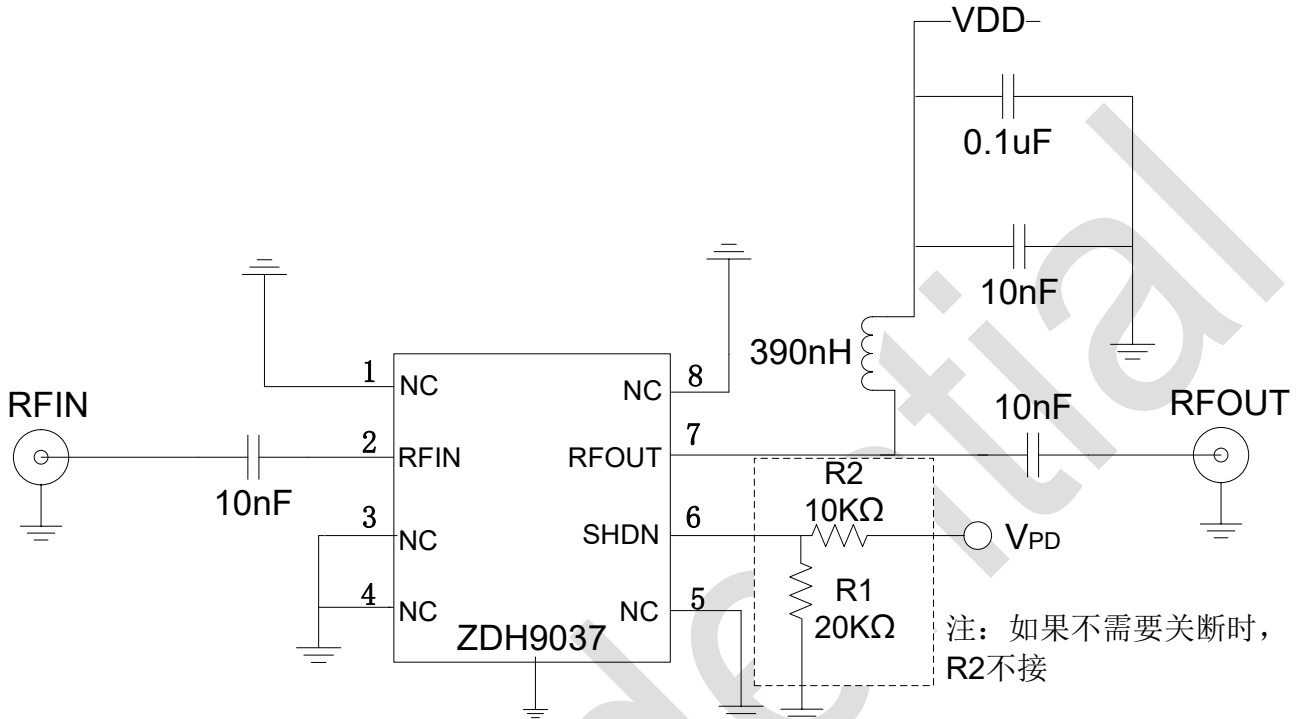 VDD
0.1uF
10nF
390nH
1
NC
NC
8
RFIN
10nF
RFOUT
2
RFIN
RFOUT
7
10nF
R2
10KΩ
3
NC
SHDN
6
VPD
4
NC
NC
5
R1
20KΩ
ZDH9037
注：如果不需要关断时，
R2不接
dential